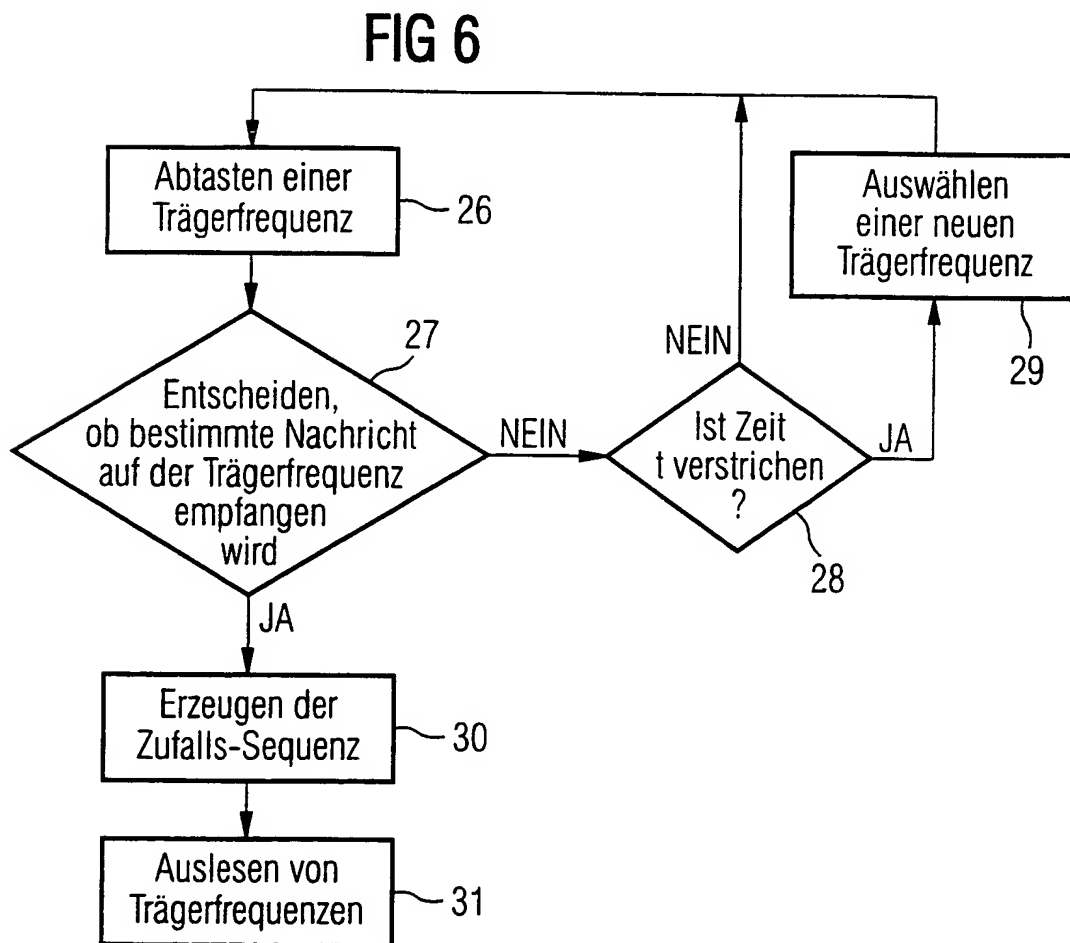 FIG 6
Abtasten einer
Trägerfrequenz
26
Auswählen
einer neuen
Trägerfrequenz
29
27
Entscheiden,
ob bestimmte Nachricht
auf der Trägerfrequenz
empfangen
wird
NEIN
NEIN
Ist Zeit
t verstrichen
?
JA
28
JA
Erzeugen der
Zufalls-Sequenz
30
Auslesen von
Trägerfrequenzen
31